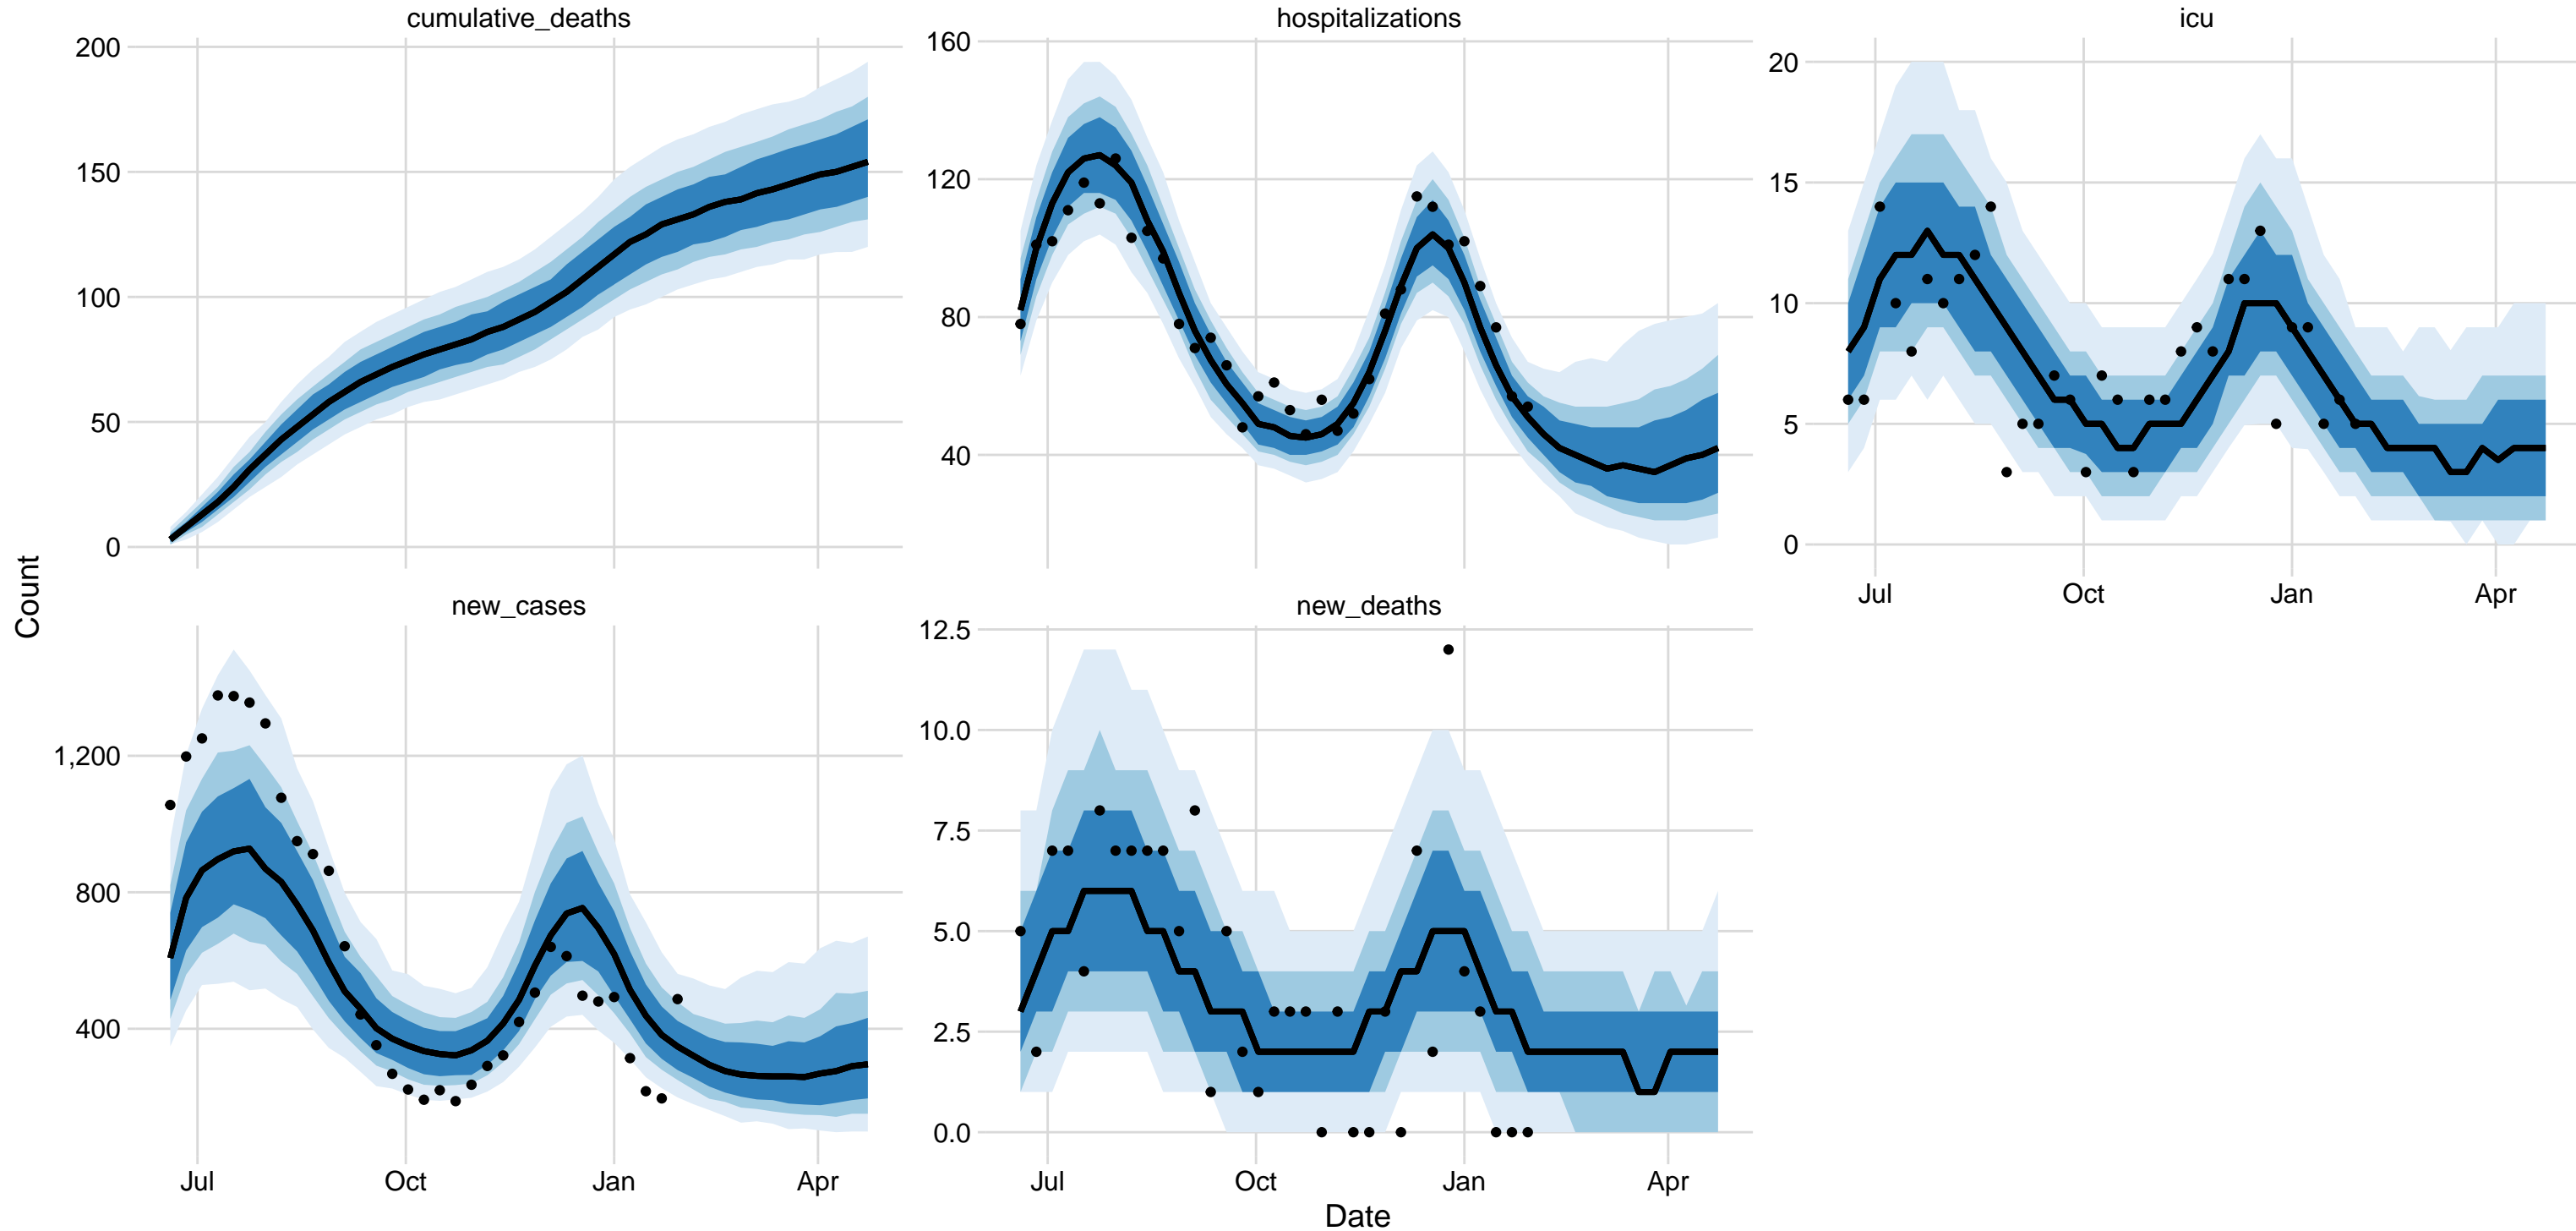 cumulative_deaths
hospitalizations
icu
200
150
100
50
0
160
120
80
40
20
15
10
5
0
Jul
Oct
Jan
Apr
Count
new_cases
new_deaths
1,200
800
400
12.5
10.0
7.5
5.0
2.5
0.0
Jul
Oct
Jan
Apr
Jul
Oct
Jan
Apr
Date